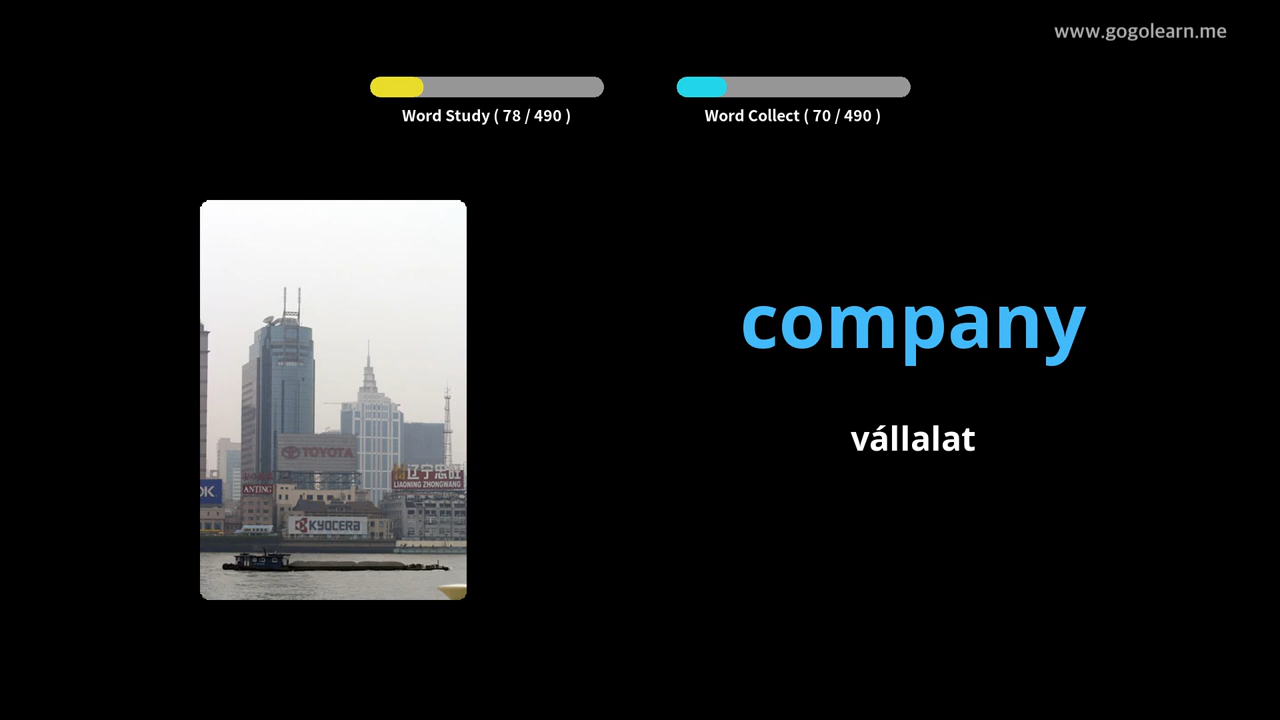 www.gogolearn.me
Word Study ( 78 / 490 )
Word Collect ( 70 / 490 )
company
vállalat
TOYOTA
辽宁忠旺
LIAONING ZHONGWANG
OK
ANTING
KYOCERA